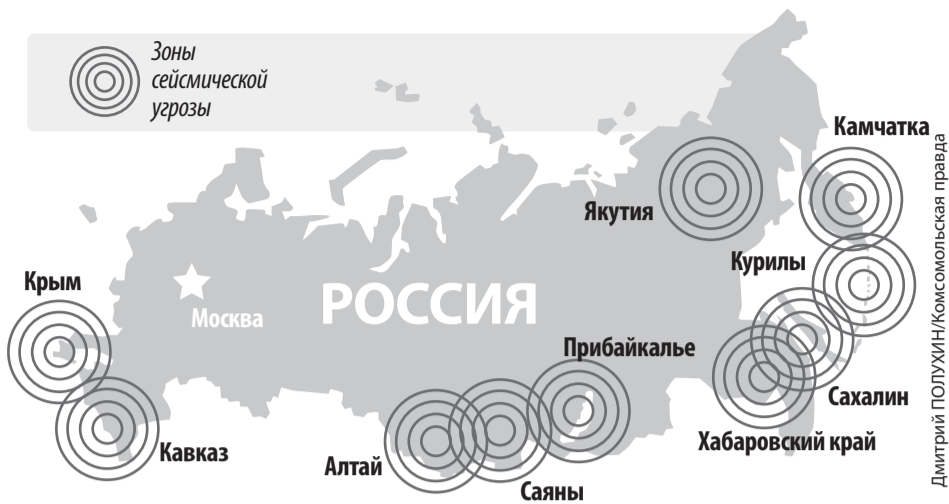 Зоны
сейсмической
угрозы
Камчатка
Якутия
Курилы
Крым
Москва
РОССИЯ
Прибайкалье
Сахалин
Хабаровский край
Кавказ
Алтай
Саяны
Дмитрий ПОЛУХИН/Комсомольская правда